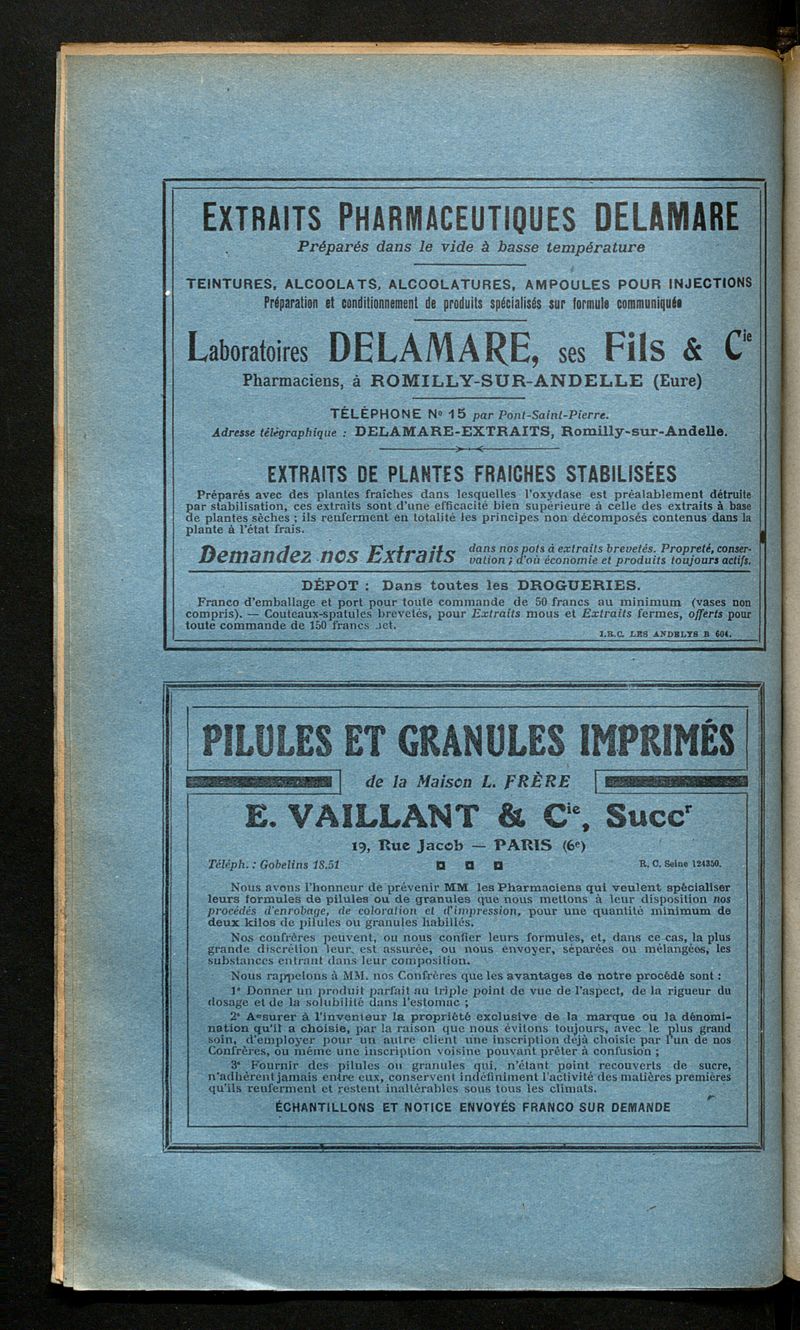 EXTRAITS PHARMACEUTIQUES DELAMARE
Préparés dans le vide à basse température
TEINTURES, ALCOOLATS, ALCOOLATURES, AMPOULES POUR INJECTIONS
Préparation et conditionnement de produits spécialisés sur formule communiquée
Laboratoires DELAMARE, ses Fils & Cie
Pharmaciens, à ROMILLY-SUR-ANDELLE (Eure)
TÉLÉPHONE No 15 par Pont-Saint-Pierre.
Adresse télégraphique : DELAMARE-EXTRAITS, Romilly-sur-Andelle.
EXTRAITS DE PLANTES FRAICHES STABILISÉES
Préparés avec des plantes fraîches dans lesquelles l'oxydase est préalablement détruite
par stabilisation, ces extraits sont d'une efficacité bien supérieure à celle des extraits à base
de plantes sèches ; ils renferment en totalité les principes non décomposés contenus dans la
plante à l'état frais.
Demandez nos Extraits dans nos pots à extraits brevetés. Propreté, conser-
vation ; d'où économie et produits toujours actifs.
DÉPOT : Dans toutes les DROGUERIES.
Franco d'emballage et port pour toute commande de 50 francs au minimum (vases non
compris). — Couteaux-spatules brevetés, pour Extraits mous et Extraits fermes, offerts pour
toute commande de 150 francs net.
I.R.C. LES ANDELYS B 604.
PILULES ET GRANULES IMPRIMÉS
de la Maison L. FRÈRE
E. VAILLANT & Cie, Succr
19, Rue Jacob — PARIS (6e)
Téléph. : Gobelins 18.51
R. C. Seine 124350.
Nous avons l'honneur de prévenir MM les Pharmaciens qui veulent spécialiser
leurs formules de pilules ou de granules que nous mettons à leur disposition nos
procédés d'enrobage, de coloration et d'impression, pour une quantité minimum de
deux kilos de pilules ou granules habillés.
Nos confrères peuvent, ou nous confier leurs formules, et, dans ce cas, la plus
grande discrétion leur est assurée, ou nous envoyer, séparées ou mélangées, les
substances entrant dans leur composition.
Nous rappelons à MM. nos Confrères que les avantages de notre procédé sont :
1° Donner un produit parfait au triple point de vue de l'aspect, de la rigueur du
dosage et de la solubilité dans l'estomac ;
2° Assurer à l'inventeur la propriété exclusive de la marque ou la dénomi-
nation qu'il a choisie, par la raison que nous évitons toujours, avec le plus grand
soin, d'employer pour un autre client une inscription déjà choisie par l'un de nos
Confrères, ou même une inscription voisine pouvant prêter à confusion ;
3° Fournir des pilules ou granules qui, n'étant point recouverts de sucre,
n'adhèrent jamais entre eux, conservent indéfiniment l'activité des matières premières
qu'ils renferment et restent inaltérables sous tous les climats.
ÉCHANTILLONS ET NOTICE ENVOYÉS FRANCO SUR DEMANDE